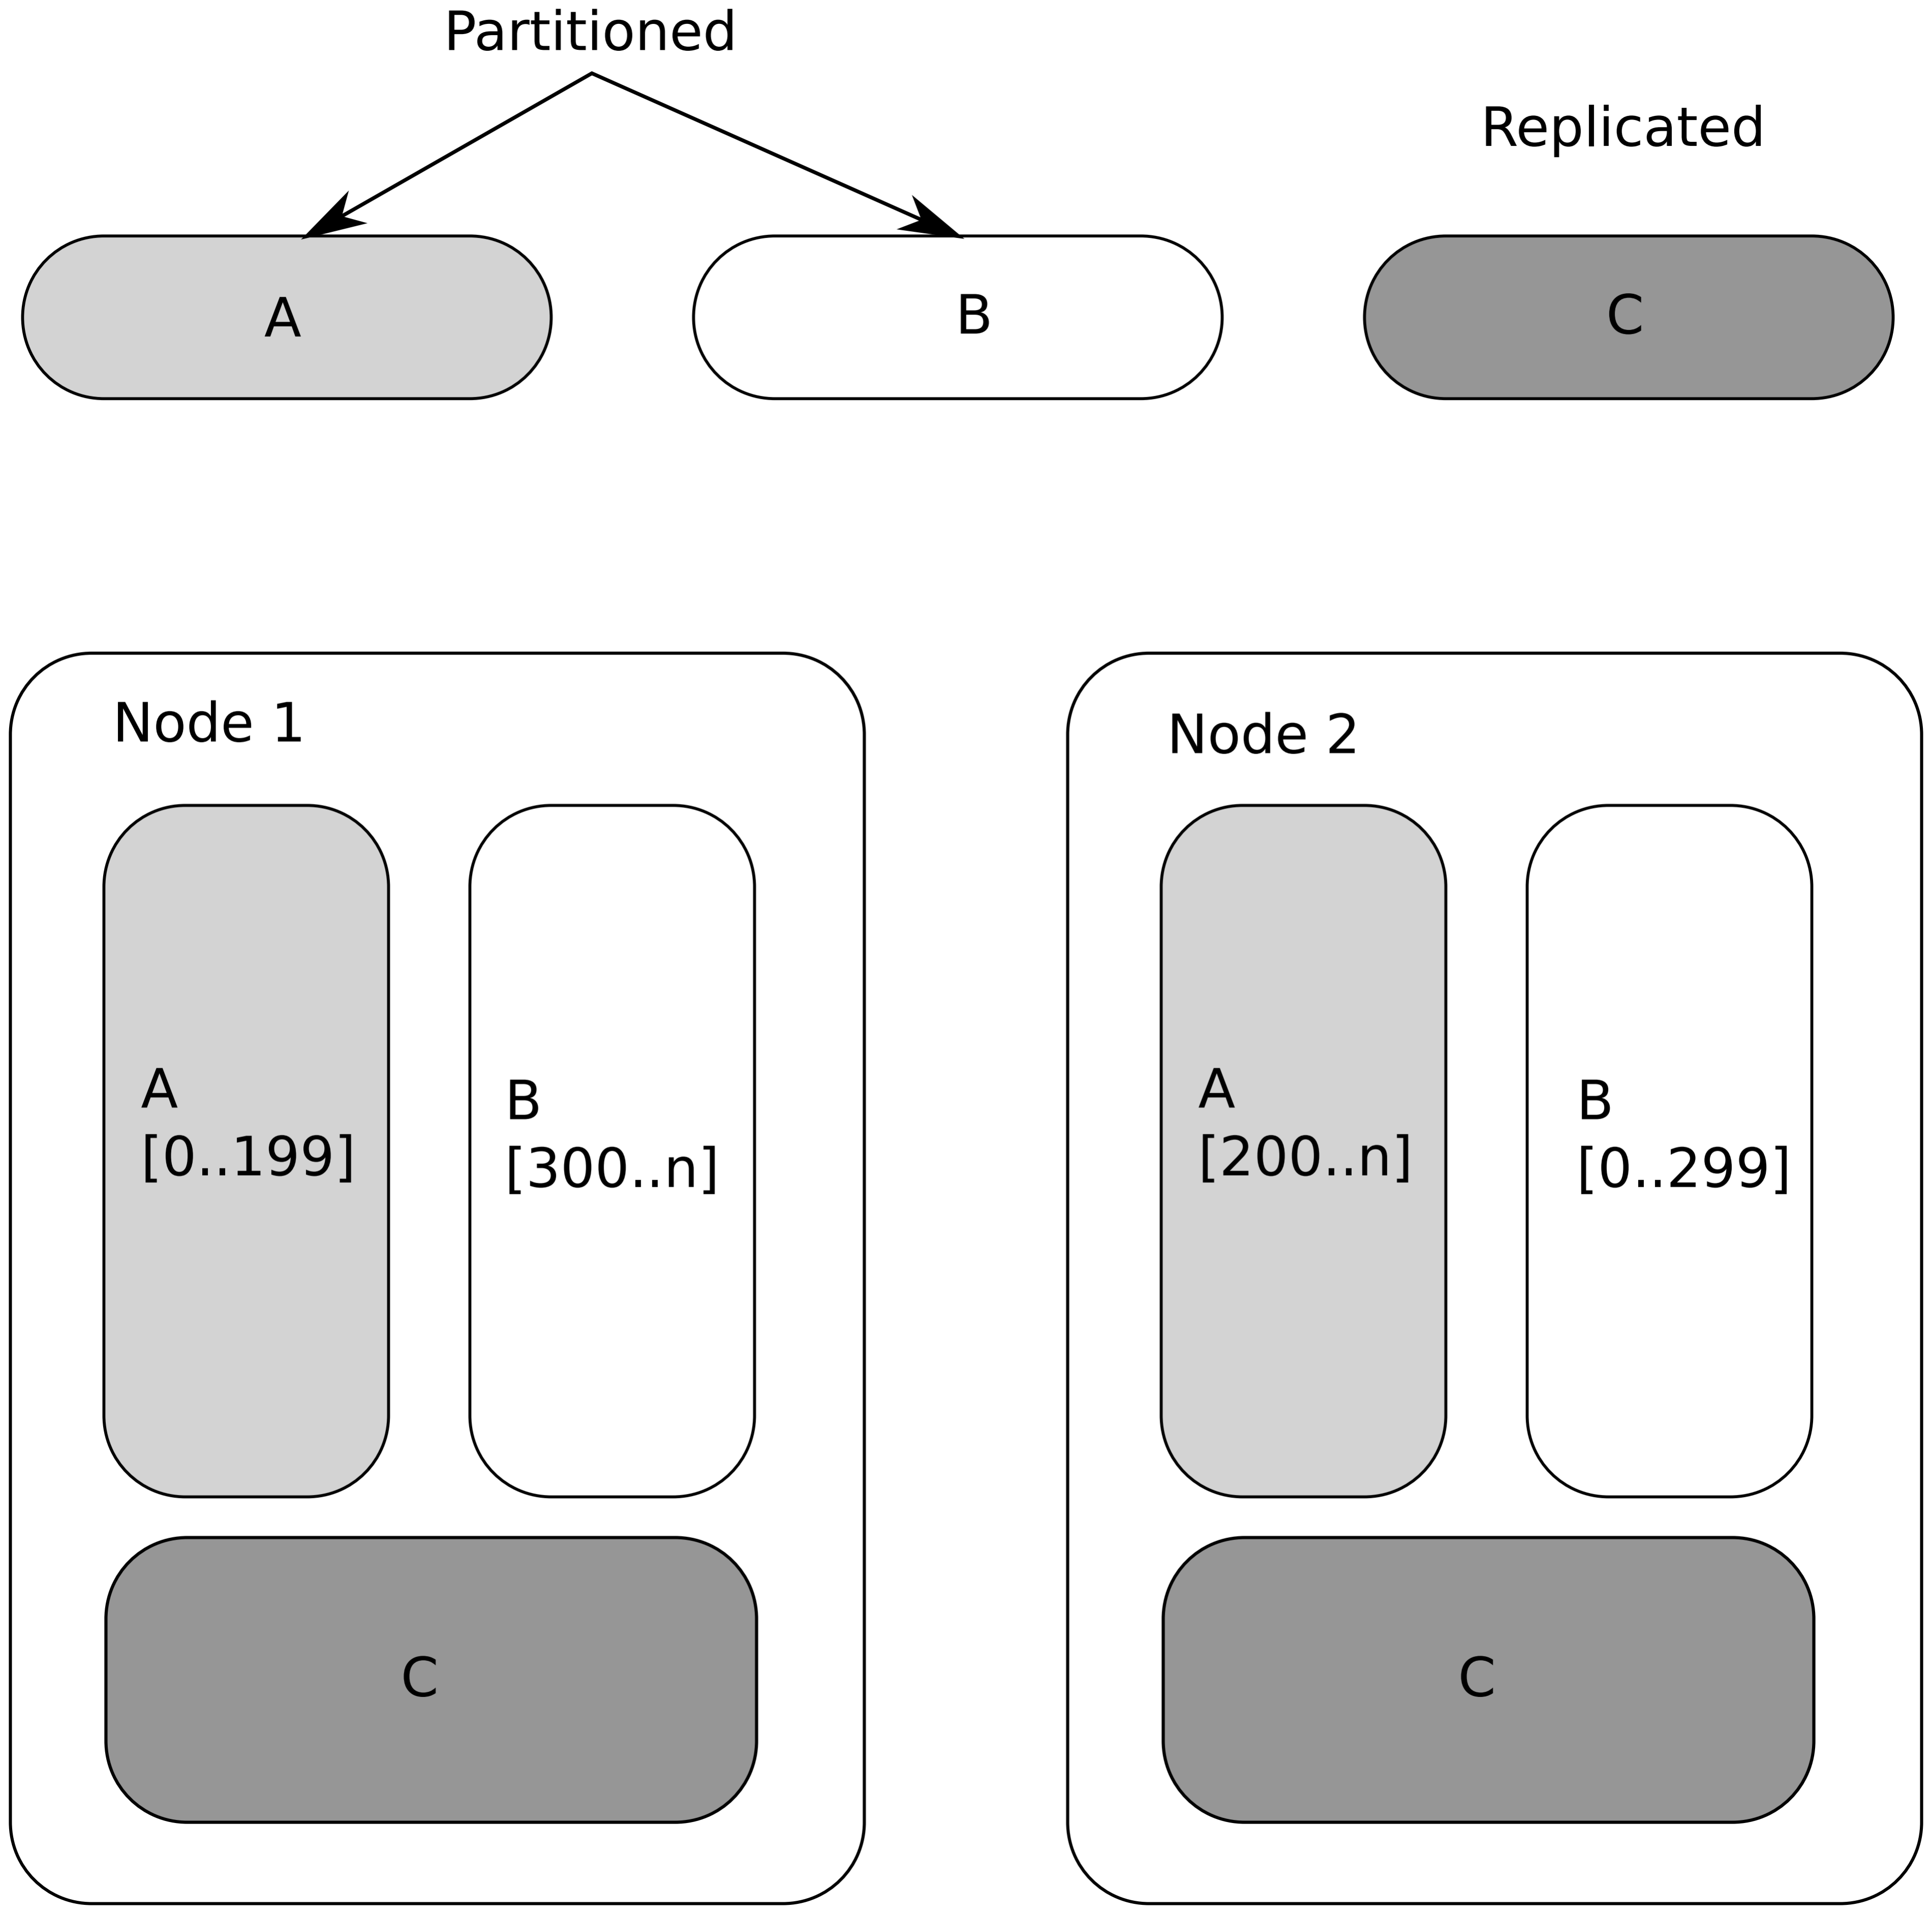 Partitioned
Replicated
A
B
C
Node 1
A
[0..199]
B
[300..n]
C
Node 2
A
[200..n]
B
[0..299]
C